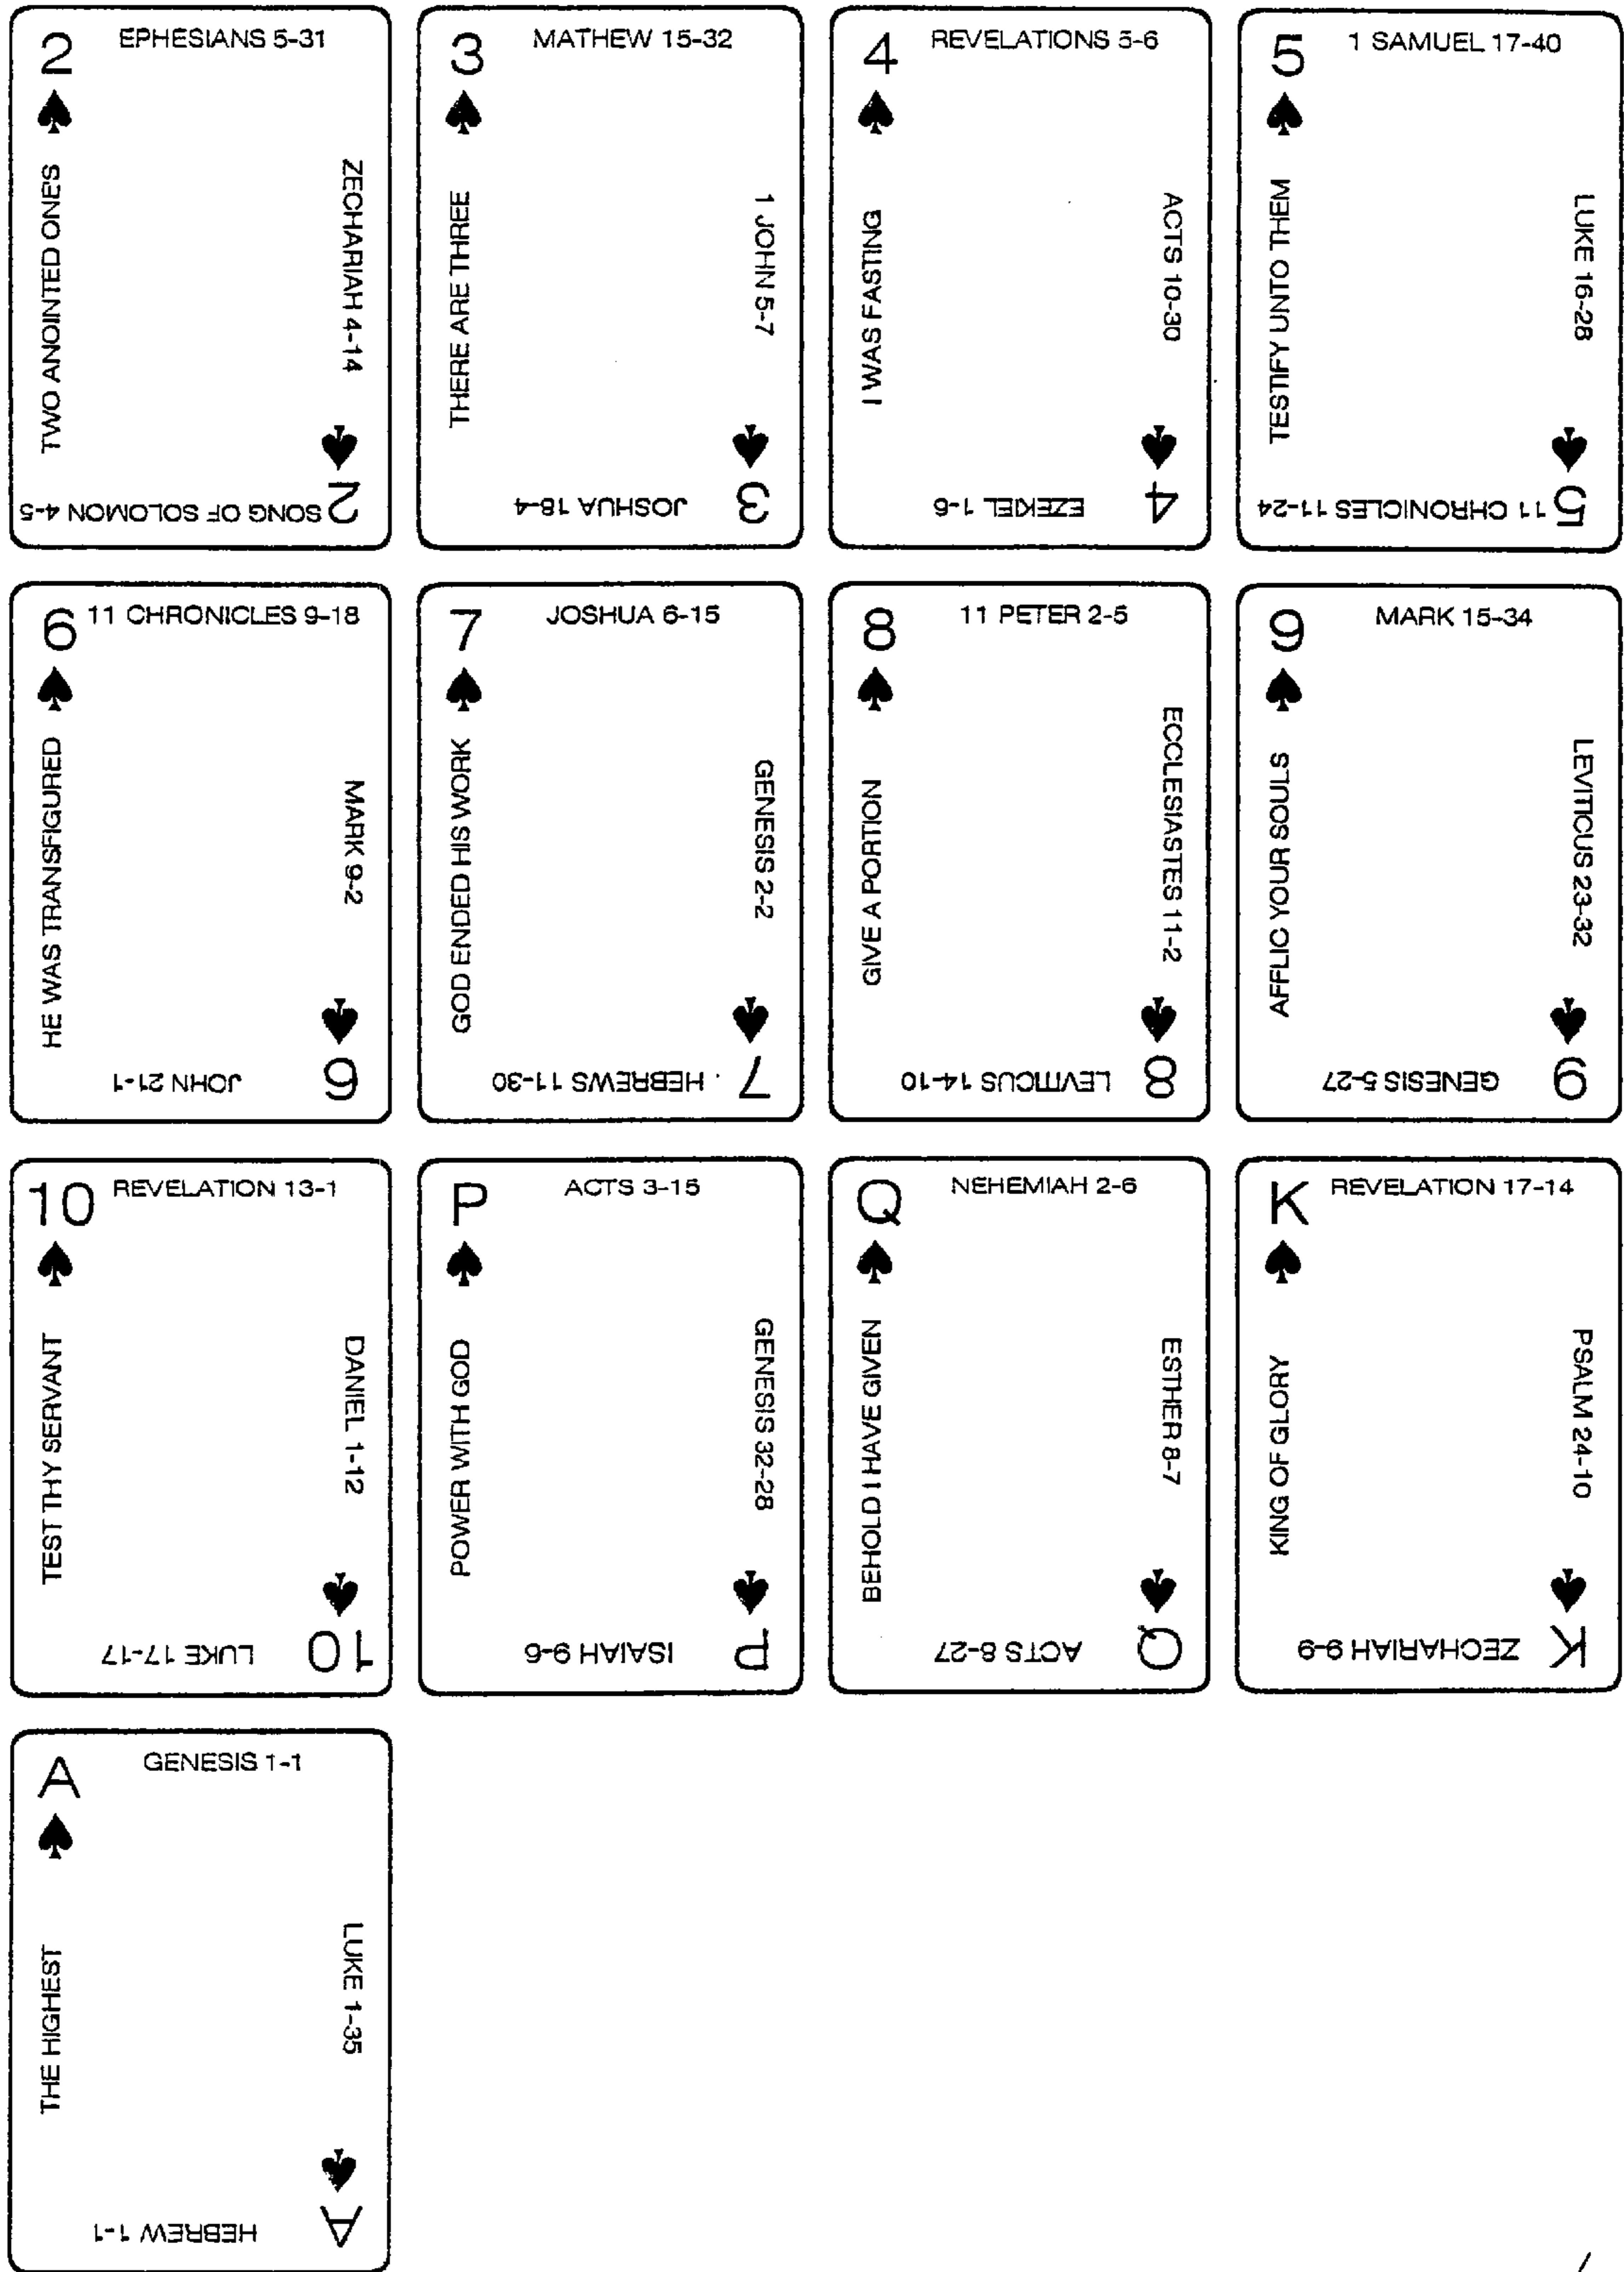 2
EPHESIANS 5-31
TWO ANOINTED ONES
ZECHARIAH 4-14
SONG OF SOLOMON 4-5
2
3
MATHEW 15-32
THERE ARE THREE
1 JOHN 5-7
JOSHUA 18-4
3
4
REVELATIONS 5-6
I WAS FASTING
ACTS 10-30
EZEKIEL 1-6
4
5
1 SAMUEL 17-40
TESTIFY UNTO THEM
LUKE 16-28
11 CHRONICLES 11-24
5
6
11 CHRONICLES 9-18
HE WAS TRANSFIGURED
MARK 9-2
JOHN 21-1
6
7
JOSHUA 6-15
GOD ENDED HIS WORK
GENESIS 2-2
HEBREWS 11-30
7
8
11 PETER 2-5
GIVE A PORTION
ECCLESIASTES 11-2
LEVITICUS 14-10
8
9
MARK 15-34
AFFLIC YOUR SOULS
LEVITICUS 23-32
GENESIS 5-27
9
10
REVELATION 13-1
TEST THY SERVANT
DANIEL 1-12
LUKE 17-17
10
P
ACTS 3-15
POWER WITH GOD
GENESIS 32-28
ISAIAH 9-6
P
Q
NEHEMIAH 2-6
BEHOLD I HAVE GIVEN
ESTHER 8-7
ACTS 8-27
Q
K
REVELATION 17-14
KING OF GLORY
PSALM 24-10
ZECHARIAH 9-9
K
A
GENESIS 1-1
THE HIGHEST
LUKE 1-35
HEBREW 1-1
A